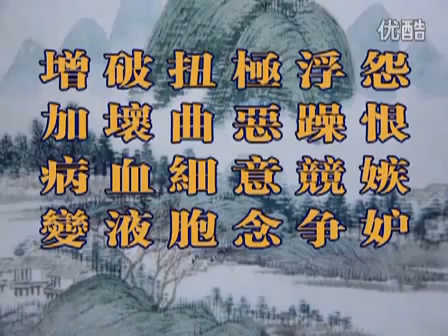 优酷
怨恨嫉妒
浮躁競争
極惡意念
扭曲細胞
破壞血液
增加病變